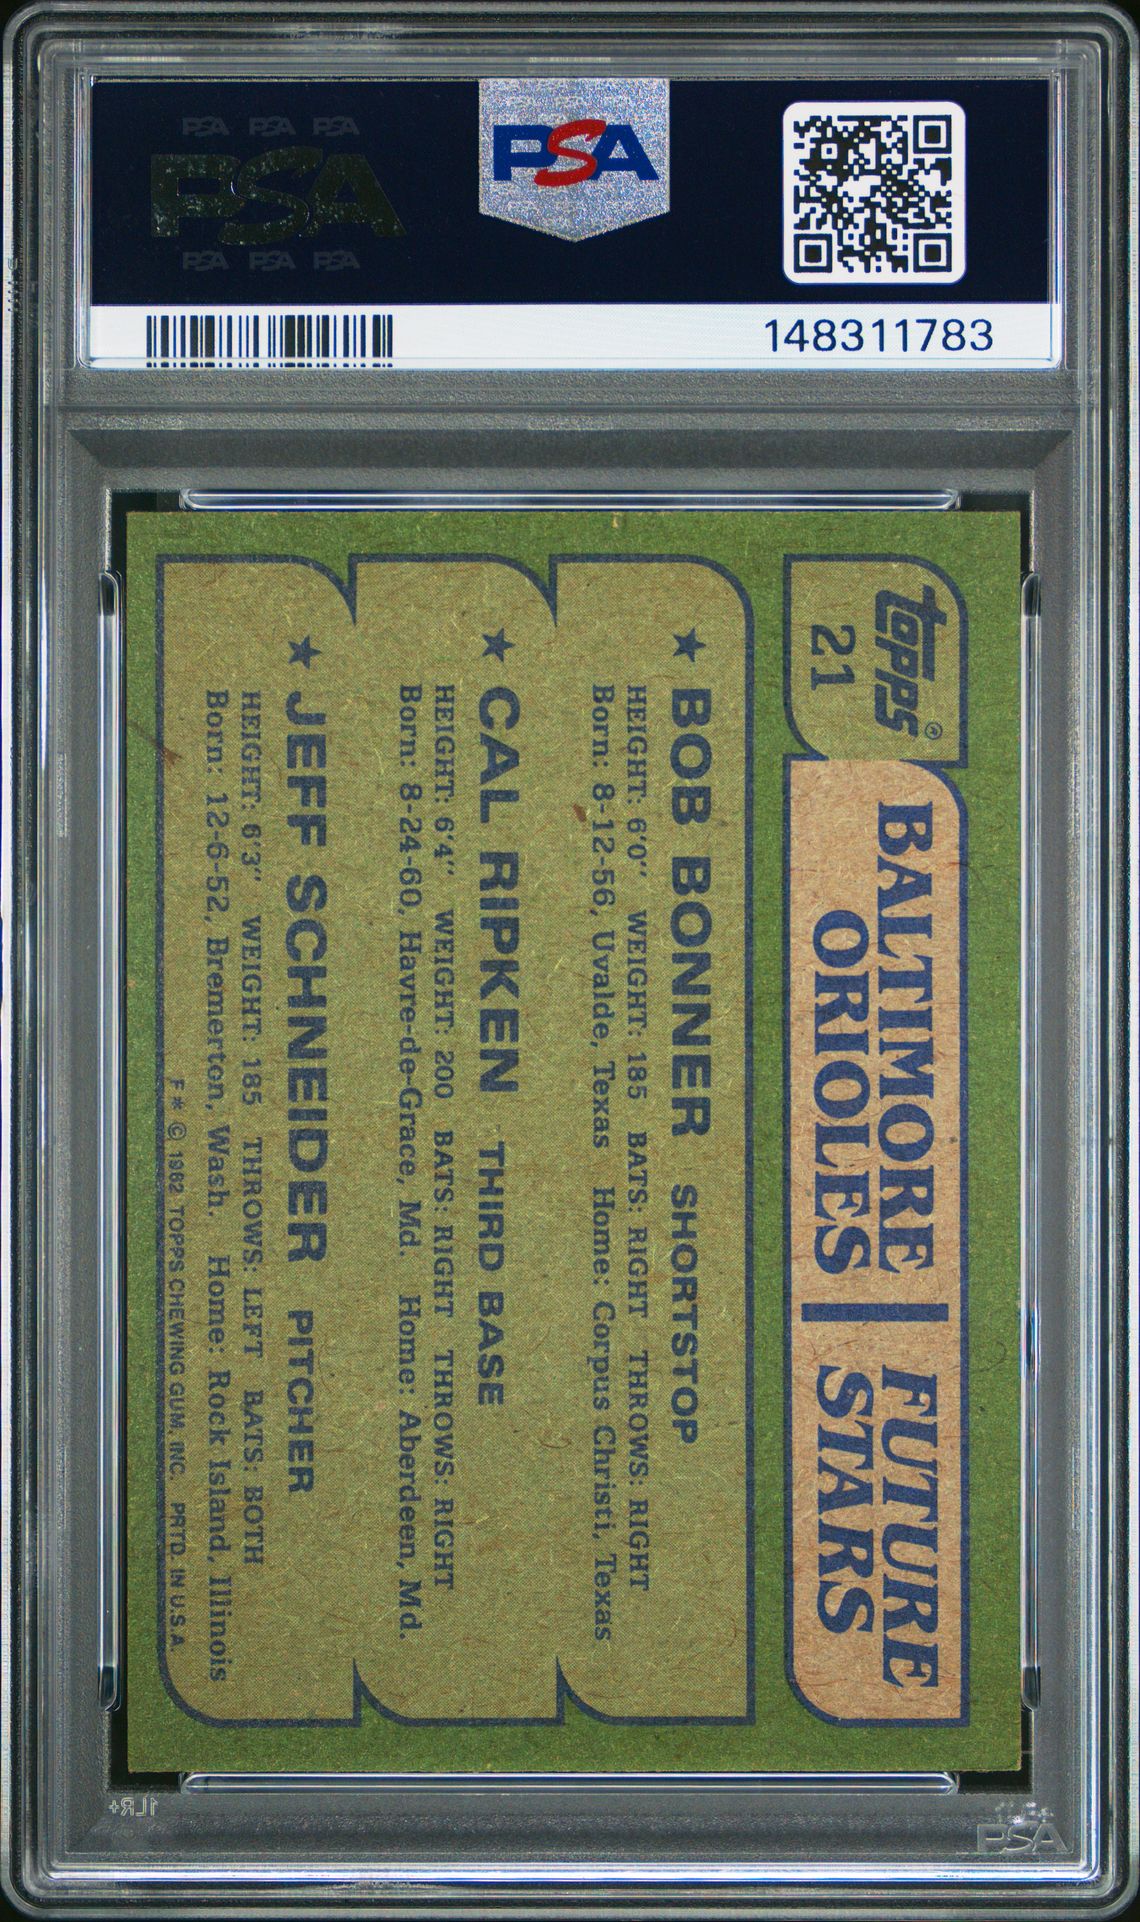 PSA PSA PSA
PSA
PSA PSA PSA
PSA
148311783
topps®
21
BALTIMORE
ORIOLES
FUTURE
STARS
★ BOB BONNER SHORTSTOP
HEIGHT: 6'0" WEIGHT: 185 BATS: RIGHT THROWS: RIGHT
Born: 8-12-56, Uvalde, Texas Home: Corpus Christi, Texas
★ CAL RIPKEN THIRD BASE
HEIGHT: 6'4" WEIGHT: 200 BATS: RIGHT THROWS: RIGHT
Born: 8-24-60, Havre-de-Grace, Md. Home: Aberdeen, Md.
★ JEFF SCHNEIDER PITCHER
HEIGHT: 6'3" WEIGHT: 185 THROWS: LEFT BATS: BOTH
Born: 12-6-52, Bremerton, Wash. Home: Rock Island, Illinois
F* © 1982 TOPPS CHEWING GUM, INC. PRTD. IN U.S.A.
1LR+
PSA